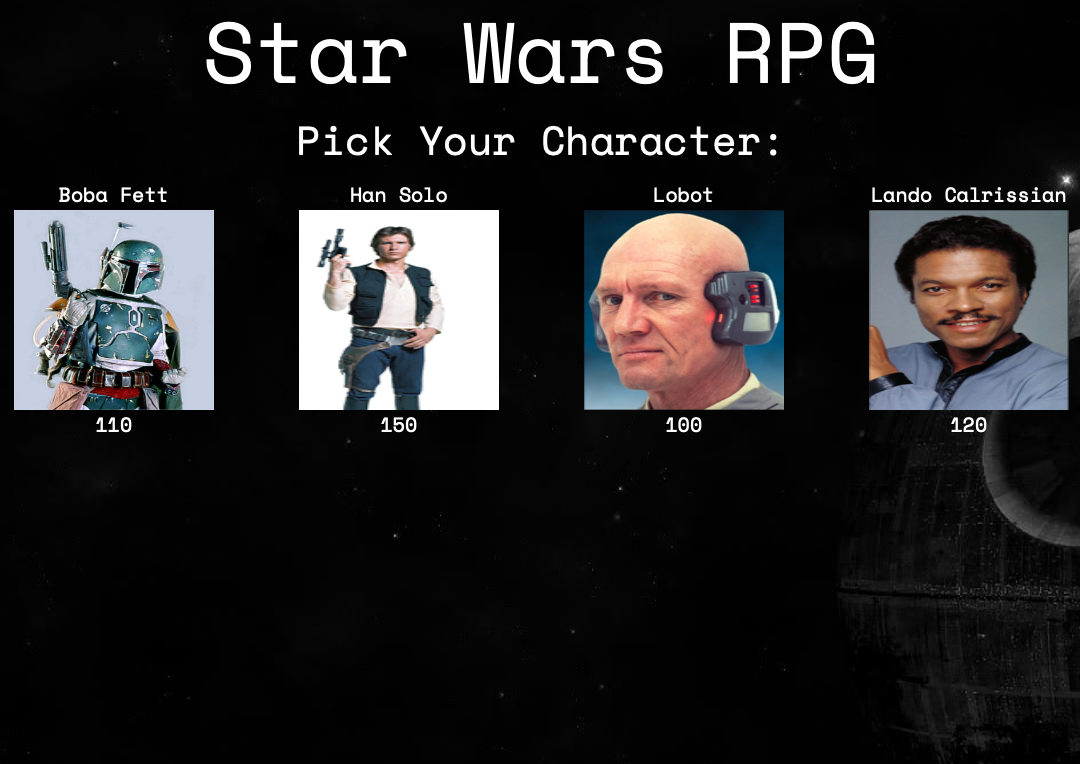 Star Wars RPG
Pick Your Character:
Boba Fett
Han Solo
Lobot
Lando Calrissian
110
150
100
120